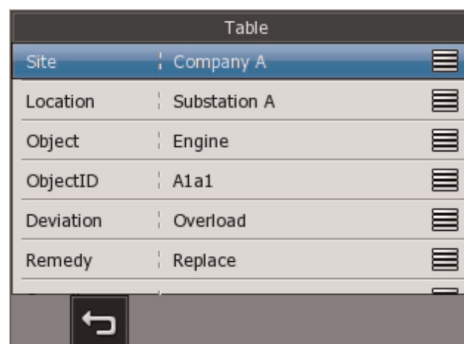 Table
Site Company A
Location Substation A
Object Engine
ObjectID A1a1
Deviation Overload
Remedy Replace